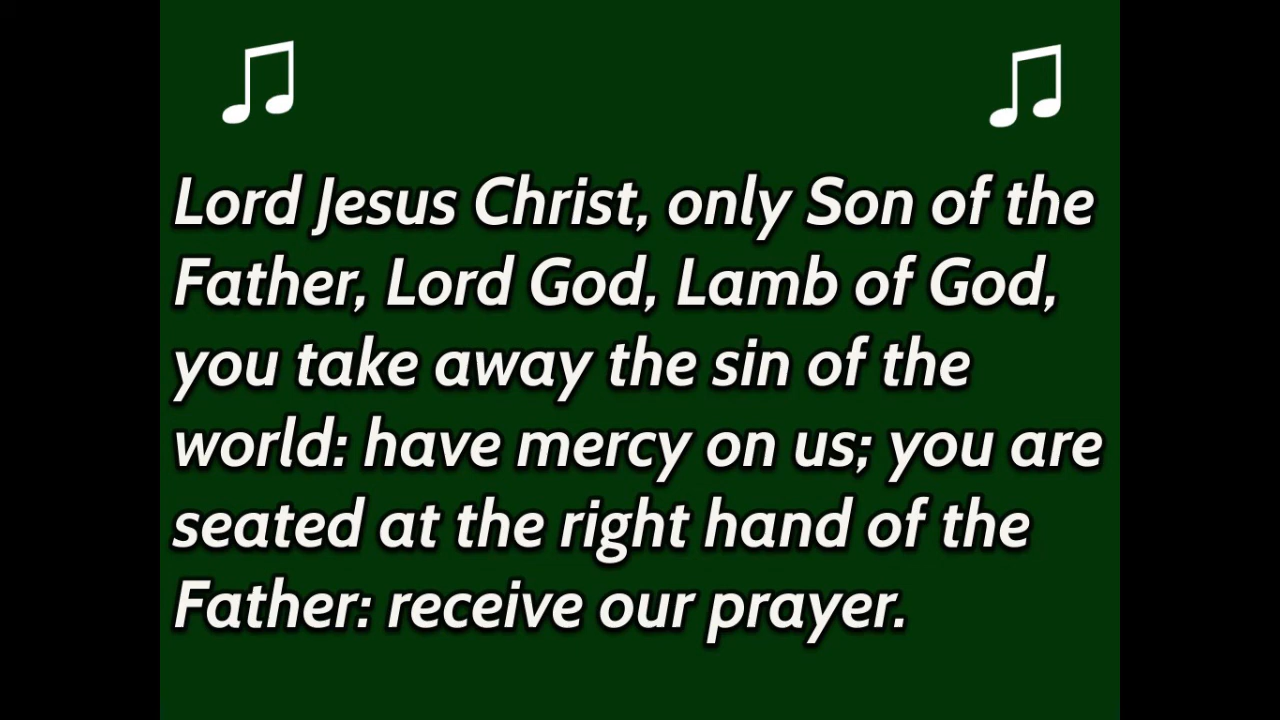 Lord Jesus Christ, only Son of the
Father, Lord God, Lamb of God,
you take away the sin of the
world: have mercy on us; you are
seated at the right hand of the
Father: receive our prayer.